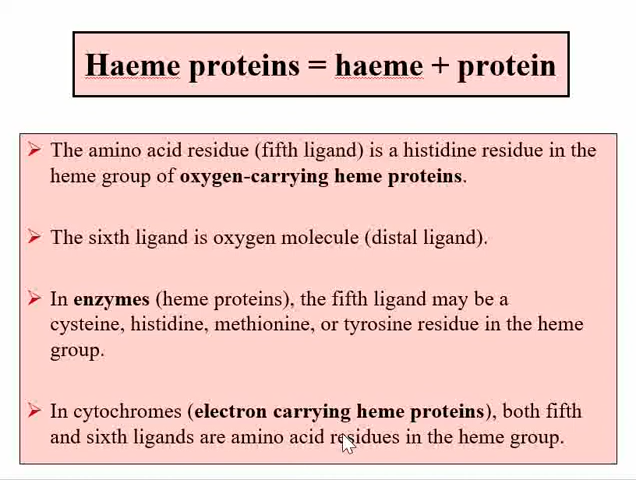 Haeme proteins = haeme + protein
The amino acid residue (fifth ligand) is a histidine residue in the
heme group of oxygen-carrying heme proteins.
The sixth ligand is oxygen molecule (distal ligand).
In enzymes (heme proteins), the fifth ligand may be a
cysteine, histidine, methionine, or tyrosine residue in the heme
group.
In cytochromes (electron carrying heme proteins), both fifth
and sixth ligands are amino acid residues in the heme group.